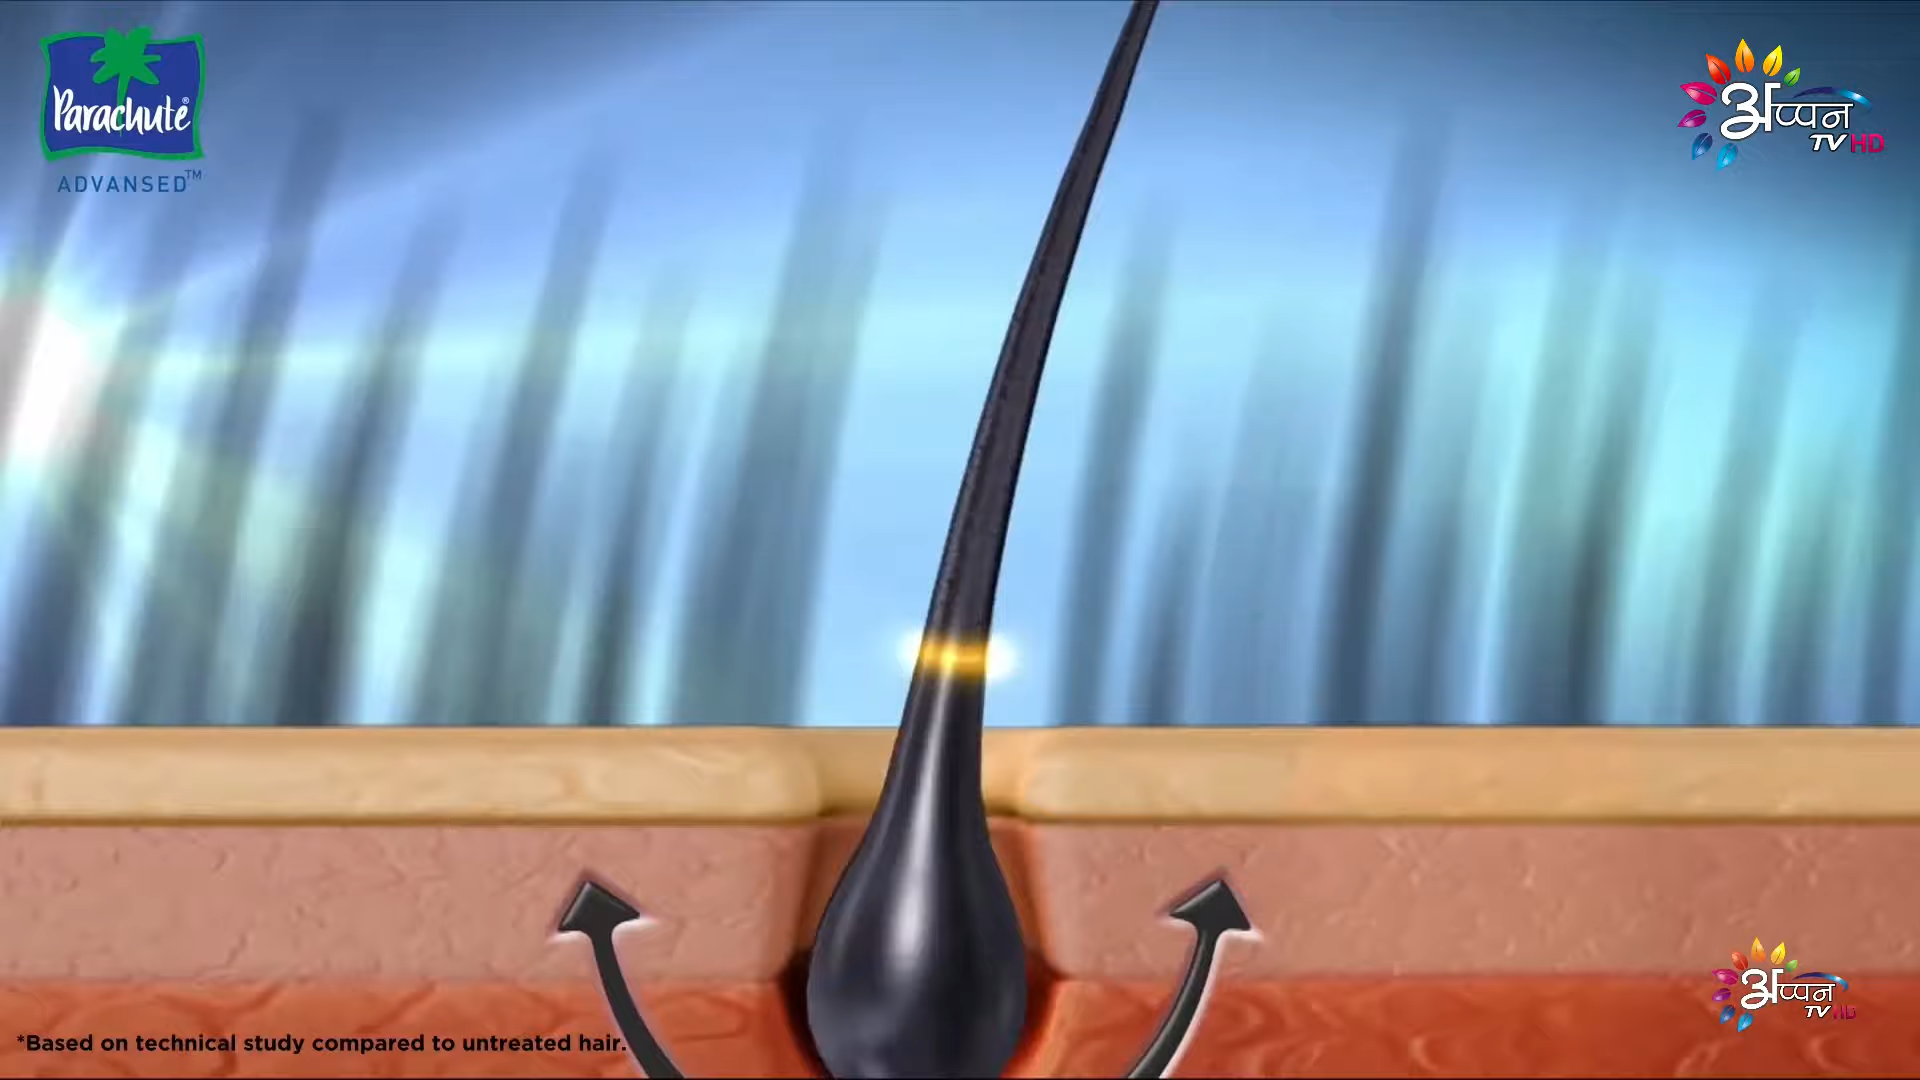 Parachute®
ADVANSED™
अप्पन
TV HD
अप्पन
TV HD
*Based on technical study compared to untreated hair.